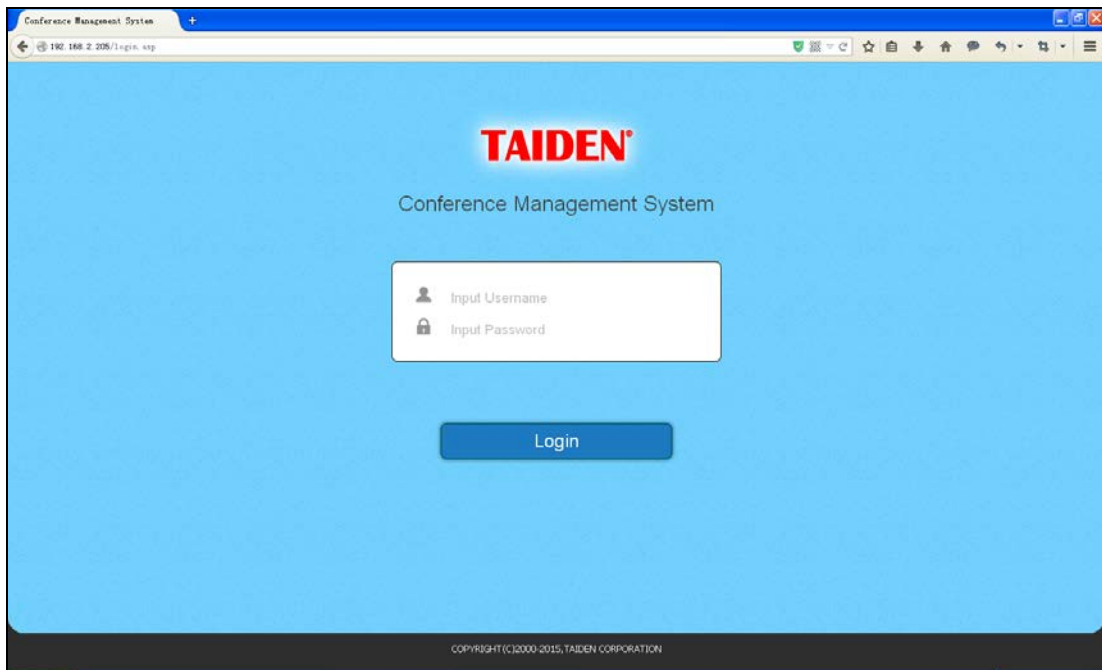 Conference Management System
192.168.2.205/login.asp
TAIDEN®
Conference Management System
Input Username
Input Password
Login
COPYRIGHT(C)2000-2015,TAIDEN CORPORATION